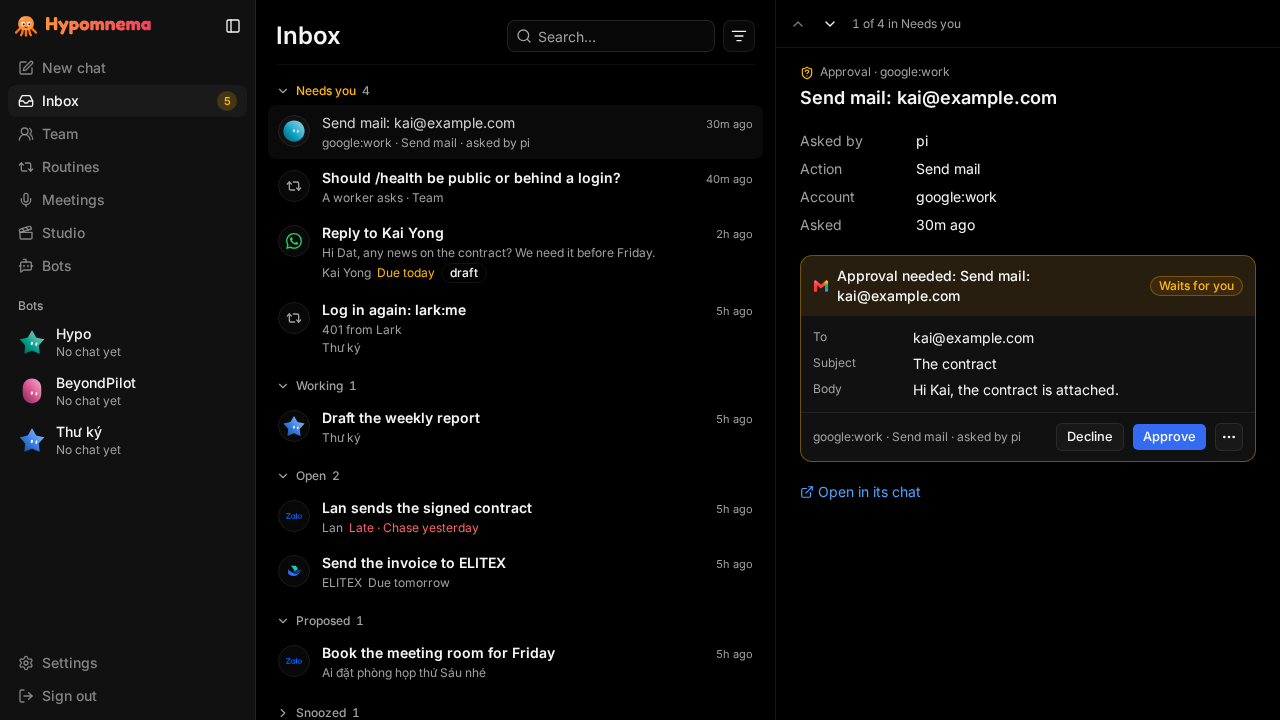 Hypomnema
New chat
Inbox 5
Team
Routines
Meetings
Studio
Bots
Bots
Hypo
No chat yet
BeyondPilot
No chat yet
Thư ký
No chat yet
Settings
Sign out
Inbox
Search...
Needs you 4
Send mail: kai@example.com 30m ago
google:work · Send mail · asked by pi
Should /health be public or behind a login? 40m ago
A worker asks · Team
Reply to Kai Yong 2h ago
Hi Dat, any news on the contract? We need it before Friday.
Kai Yong Due today draft
Log in again: lark:me 5h ago
401 from Lark
Thư ký
Working 1
Draft the weekly report 5h ago
Thư ký
Open 2
Zalo
Lan sends the signed contract 5h ago
Lan Late · Chase yesterday
Send the invoice to ELITEX 5h ago
ELITEX Due tomorrow
Proposed 1
Zalo
Book the meeting room for Friday 5h ago
Ai đặt phòng họp thứ Sáu nhé
Snoozed 1
1 of 4 in Needs you
Approval · google:work
Send mail: kai@example.com
Asked by pi
Action Send mail
Account google:work
Asked 30m ago
Approval needed: Send mail:
kai@example.com
Waits for you
To kai@example.com
Subject The contract
Body Hi Kai, the contract is attached.
google:work · Send mail · asked by pi Decline Approve
Open in its chat